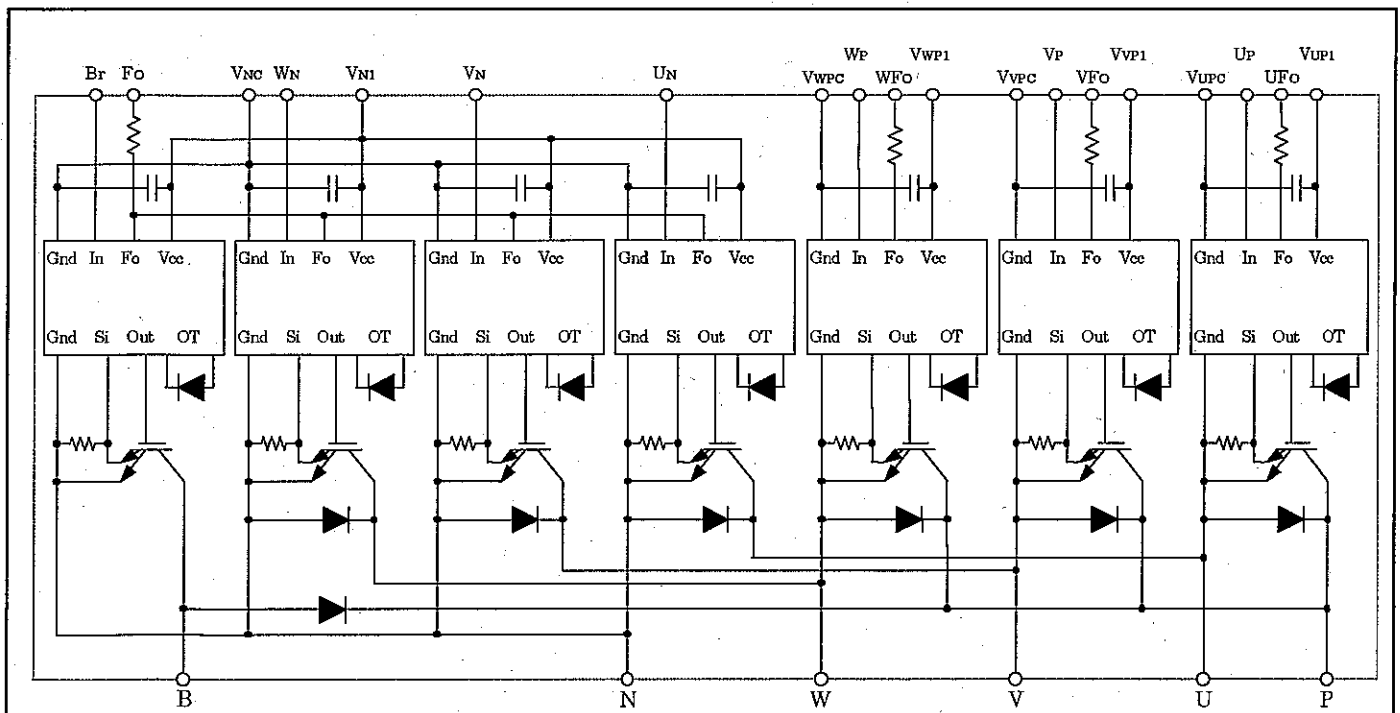 WP VWP1 VP VVP1 UP VUP1
Br FO VNC WN VN1 VN UN VWPC WFO VVPC VFO VUPC UFO
Gnd In Fo Vcc Gnd In Fo Vcc Gnd In Fo Vcc Gnd In Fo Vcc Gnd In Fo Vcc Gnd In Fo Vcc Gnd In Fo Vcc
Gnd Si Out OT Gnd Si Out OT Gnd Si Out OT Gnd Si Out OT Gnd Si Out OT Gnd Si Out OT Gnd Si Out OT
B N W V U P